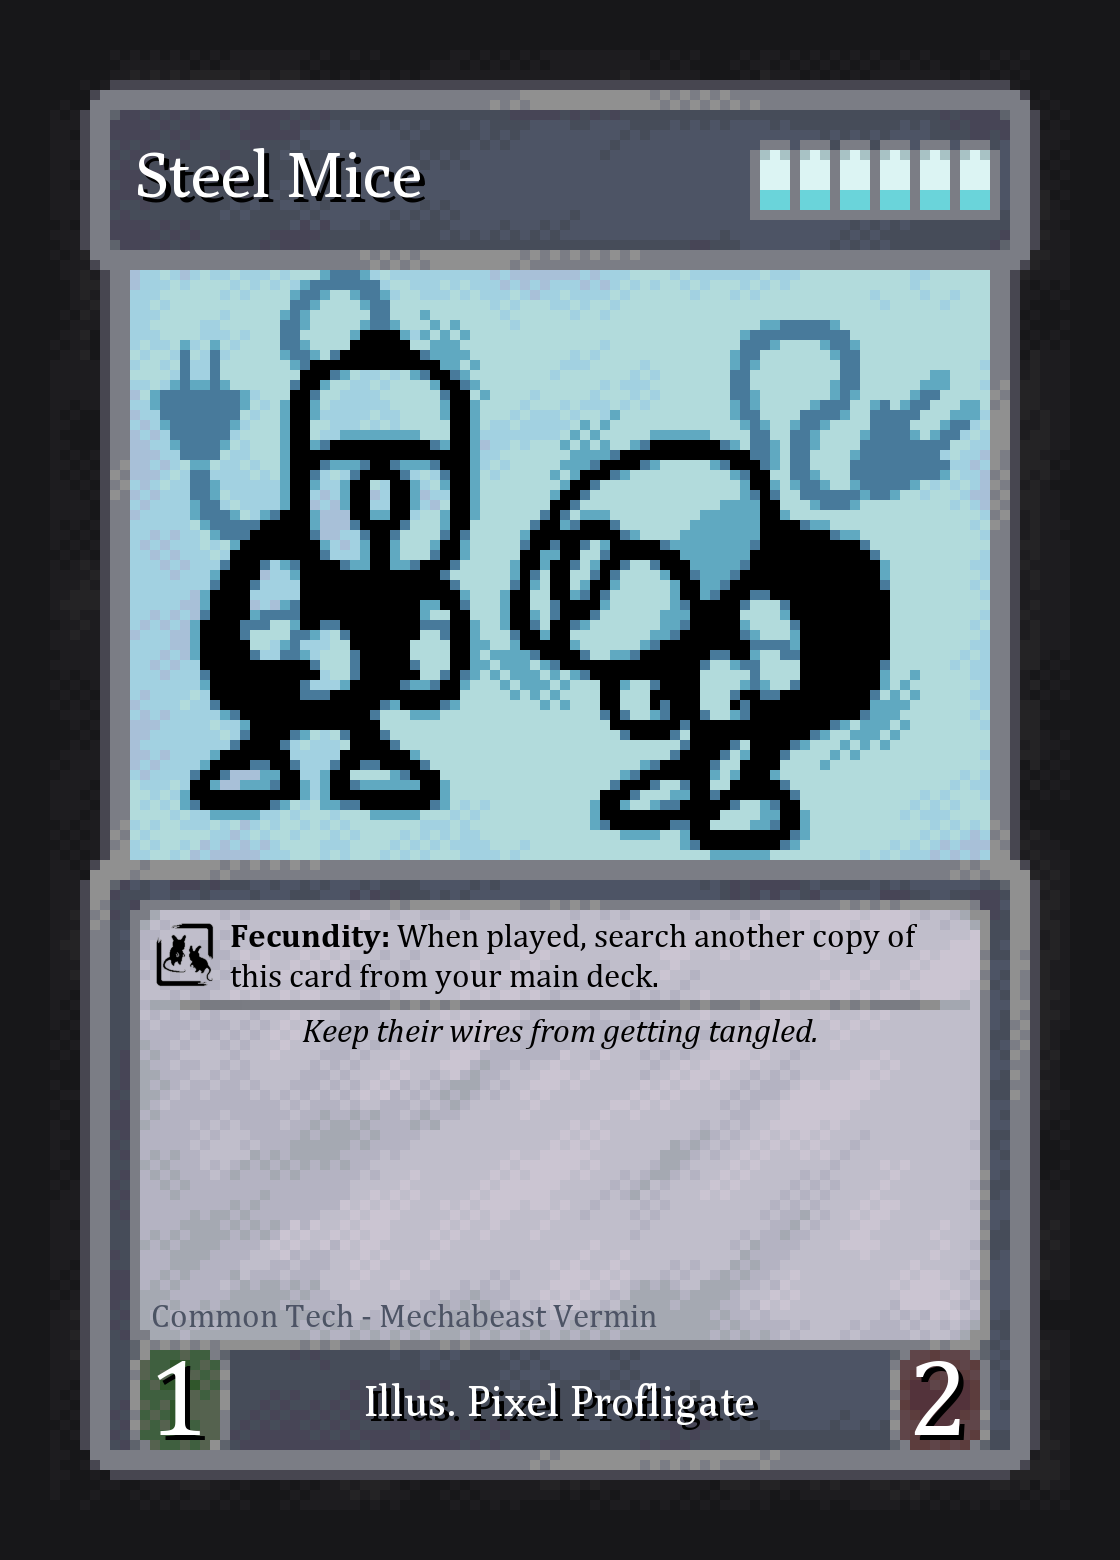 Steel Mice
Fecundity: When played, search another copy of
this card from your main deck.
Keep their wires from getting tangled.
Common Tech - Mechabeast Vermin
1
Illus. Pixel Profligate
2